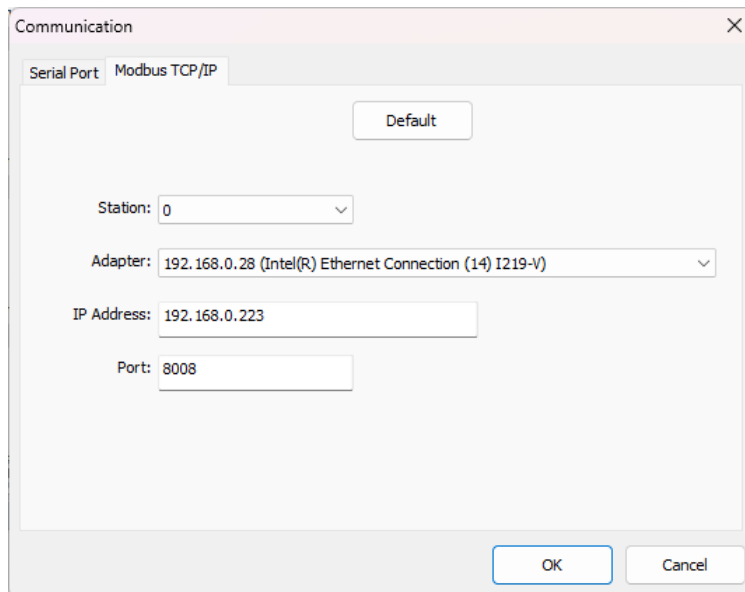 Communication
Serial Port Modbus TCP/IP
Default
Station: 0
Adapter: 192.168.0.28 (Intel(R) Ethernet Connection (14) I219-V)
IP Address: 192.168.0.223
Port: 8008
OK Cancel